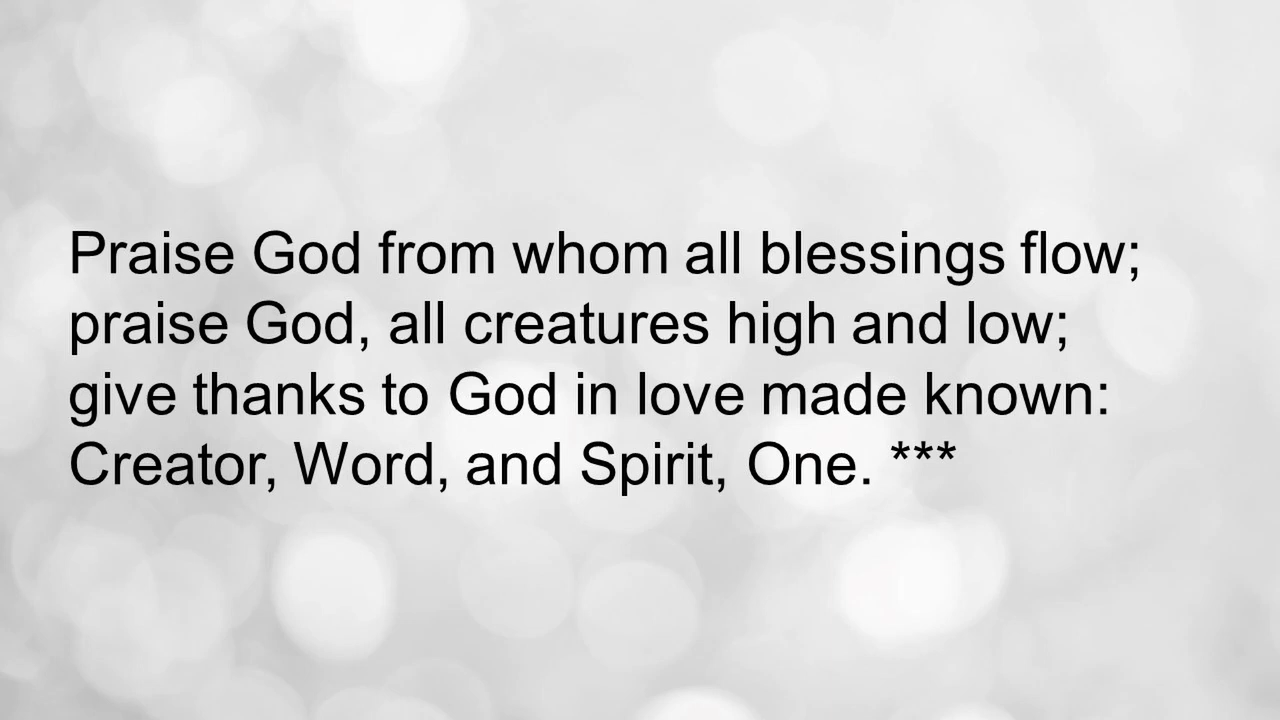 Praise God from whom all blessings flow;
praise God, all creatures high and low;
give thanks to God in love made known:
Creator, Word, and Spirit, One. ***